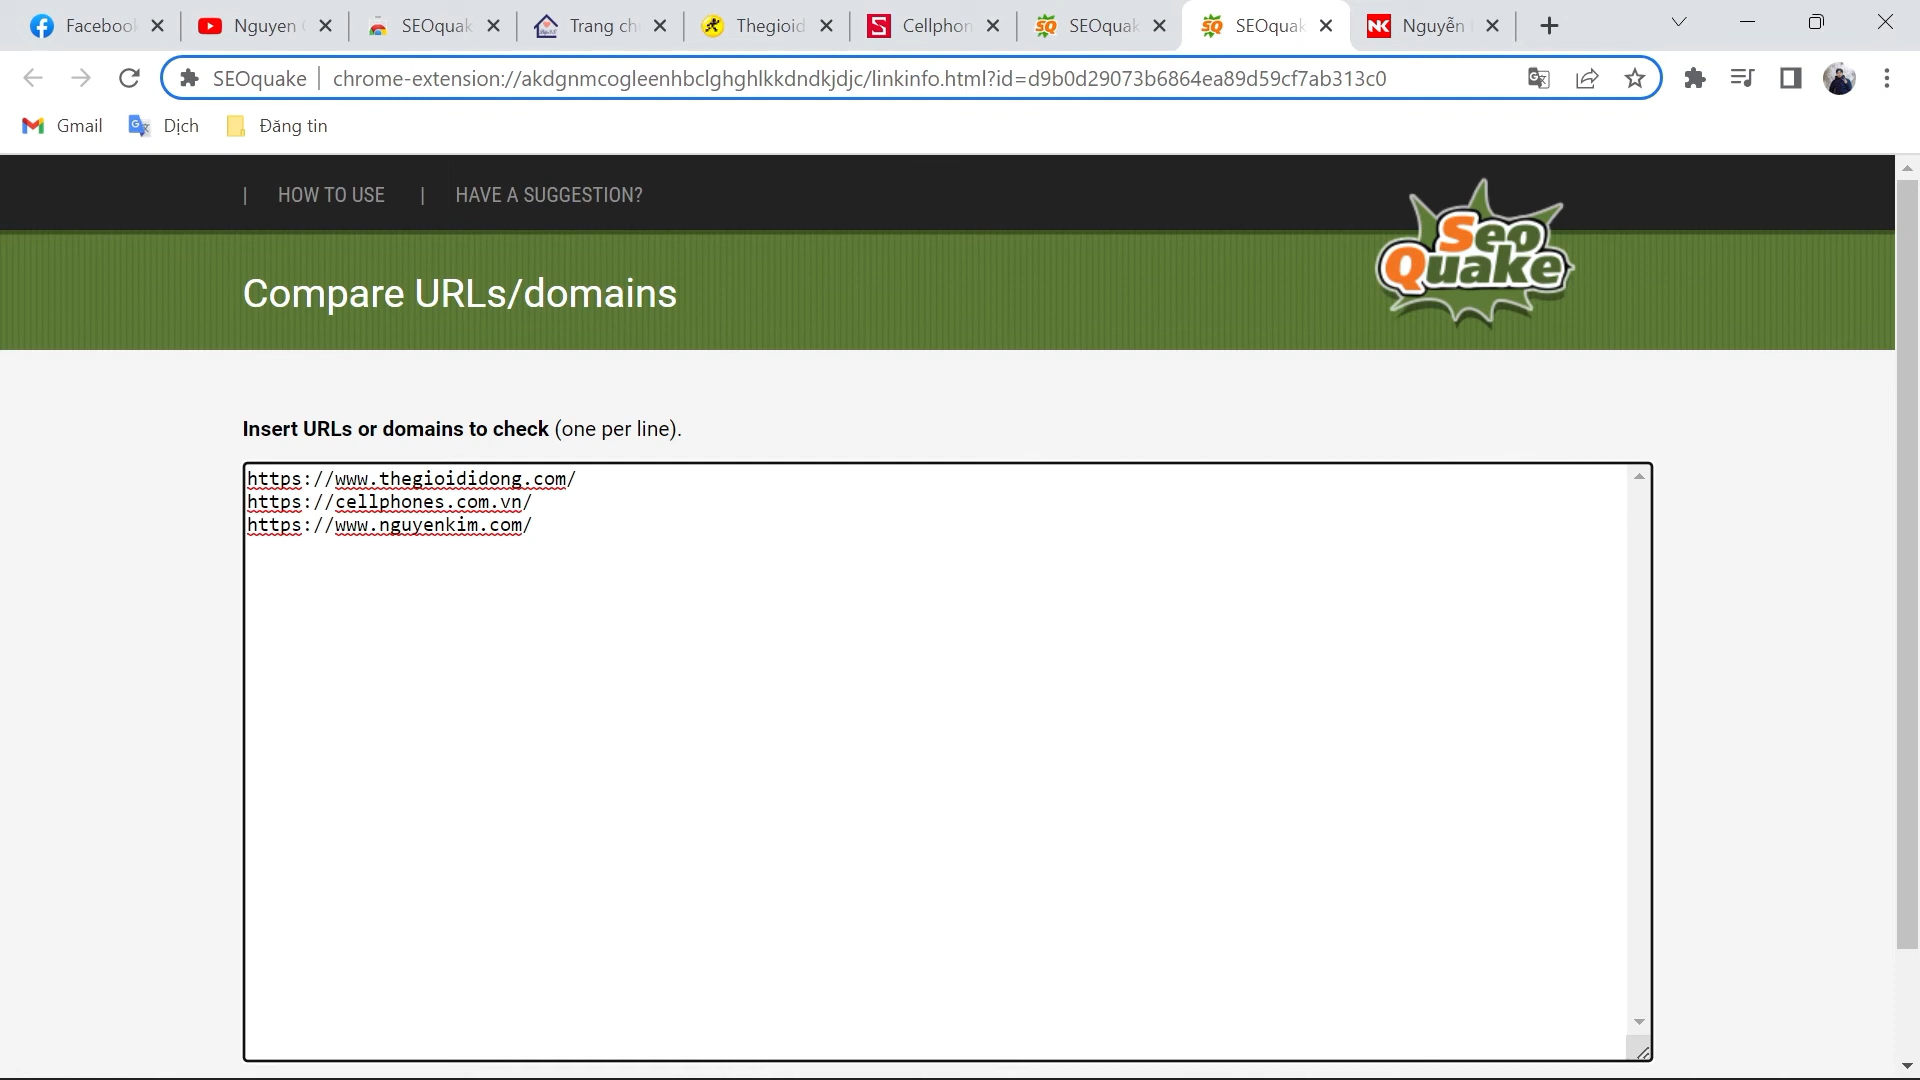 Facebook
Nguyen
SEOquak
Trang ch
Thegioid
Cellphon
SEOquak
SEOquak
Nguyễn
SEOquake
chrome-extension://akdgnmcogleenhbclghghlkkdndkjdjc/linkinfo.html?id=d9b0d29073b6864ea89d59cf7ab313c0
Gmail
Dịch
Đăng tin
| HOW TO USE | HAVE A SUGGESTION?
Seo
Quake
Compare URLs/domains
Insert URLs or domains to check (one per line).
https://www.thegioididong.com/
https://cellphones.com.vn/
https://www.nguyenkim.com/